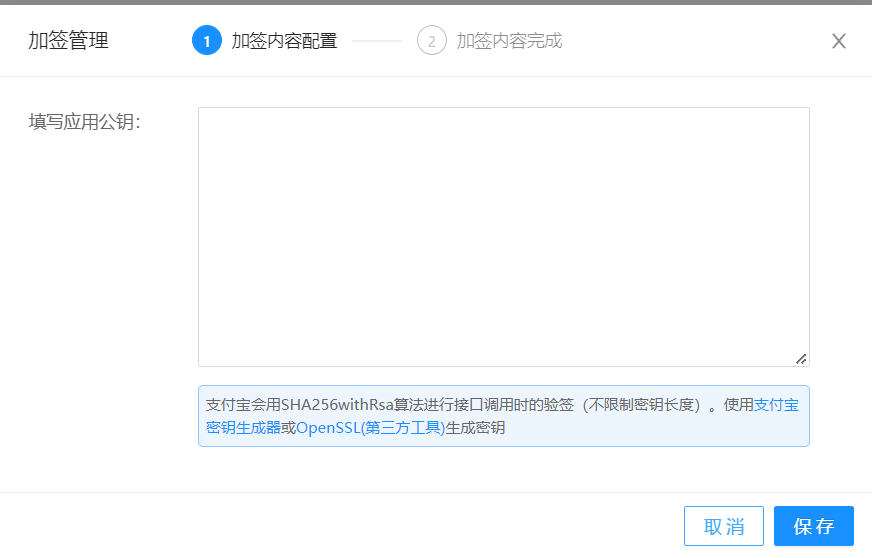 加签管理
1 加签内容配置
2 加签内容完成
填写应用公钥：
支付宝会用SHA256withRsa算法进行接口调用时的验签（不限制密钥长度）。使用支付宝
密钥生成器或OpenSSL(第三方工具)生成密钥
取消
保存